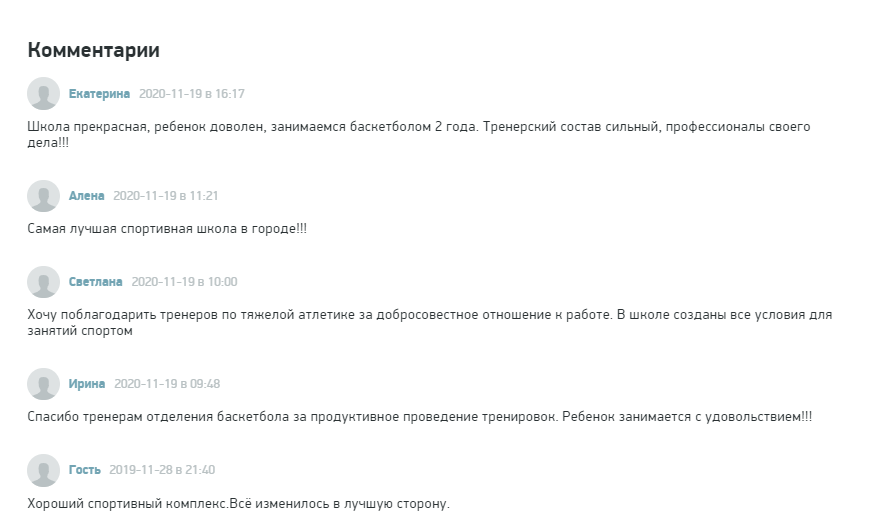 Комментарии
Екатерина 2020-11-19 в 16:17
Школа прекрасная, ребенок доволен, занимаемся баскетболом 2 года. Тренерский состав сильный, профессионалы своего
дела!!!
Алена 2020-11-19 в 11:21
Самая лучшая спортивная школа в городе!!!
Светлана 2020-11-19 в 10:00
Хочу поблагодарить тренеров по тяжелой атлетике за добросовестное отношение к работе. В школе созданы все условия для
занятий спортом
Ирина 2020-11-19 в 09:48
Спасибо тренерам отделения баскетбола за продуктивное проведение тренировок. Ребенок занимается с удовольствием!!!
Гость 2019-11-28 в 21:40
Хороший спортивный комплекс.Всё изменилось в лучшую сторону.